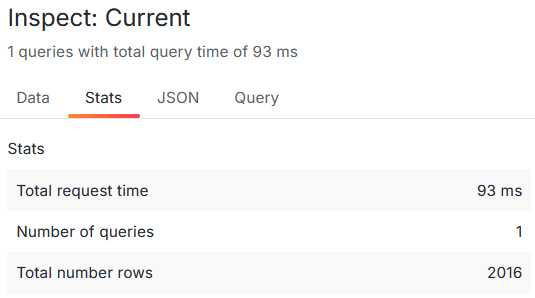 Inspect: Current
1 queries with total query time of 93 ms
Data Stats JSON Query
Stats
Total request time 93 ms
Number of queries 1
Total number rows 2016